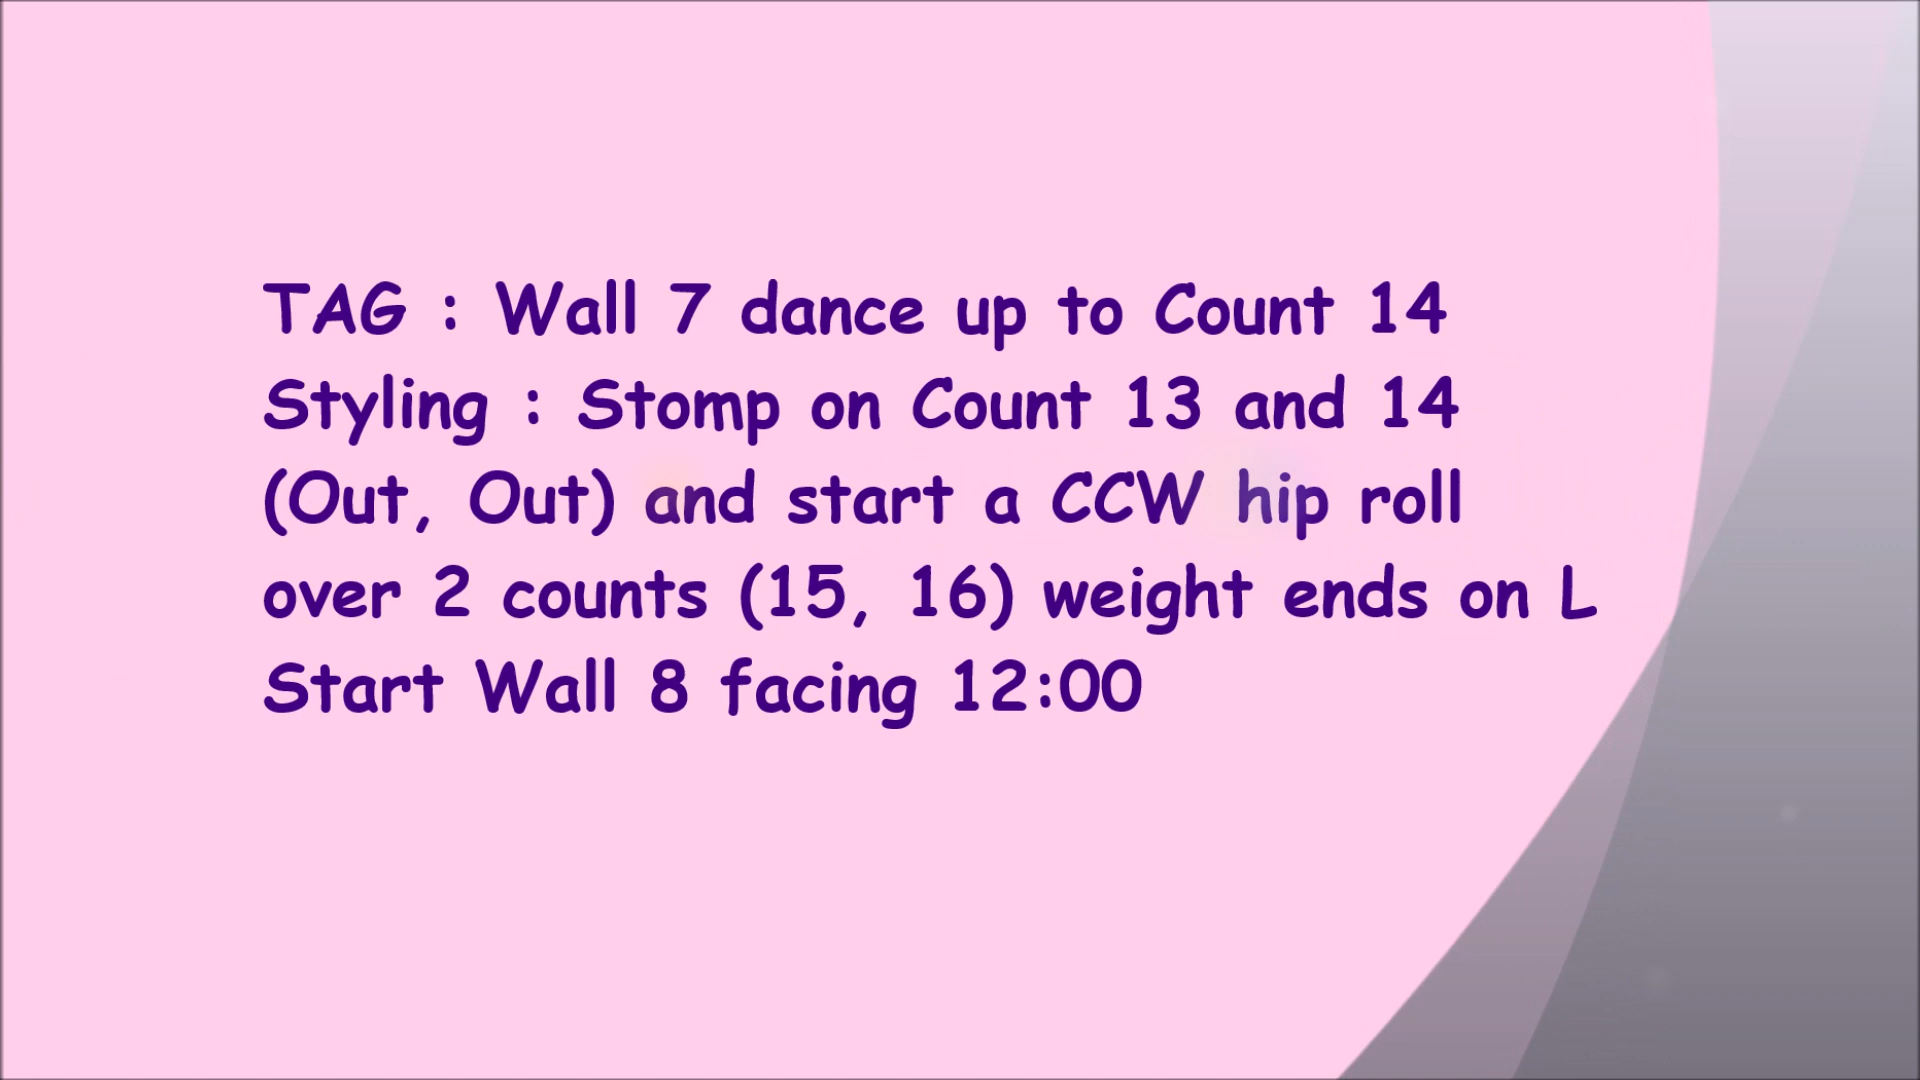 TAG : Wall 7 dance up to Count 14
Styling : Stomp on Count 13 and 14
(Out, Out) and start a CCW hip roll
over 2 counts (15, 16) weight ends on L
Start Wall 8 facing 12:00